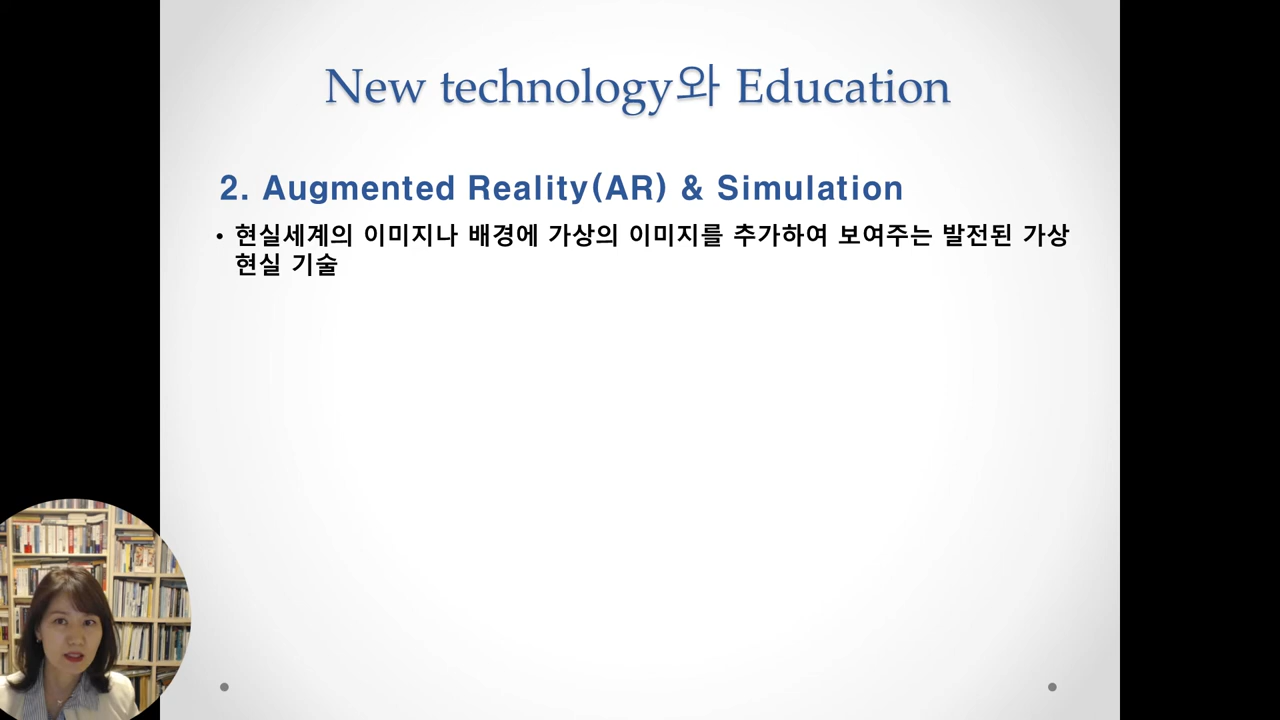 New technology와 Education
2. Augmented Reality(AR) & Simulation
• 현실세계의 이미지나 배경에 가상의 이미지를 추가하여 보여주는 발전된 가상
현실 기술